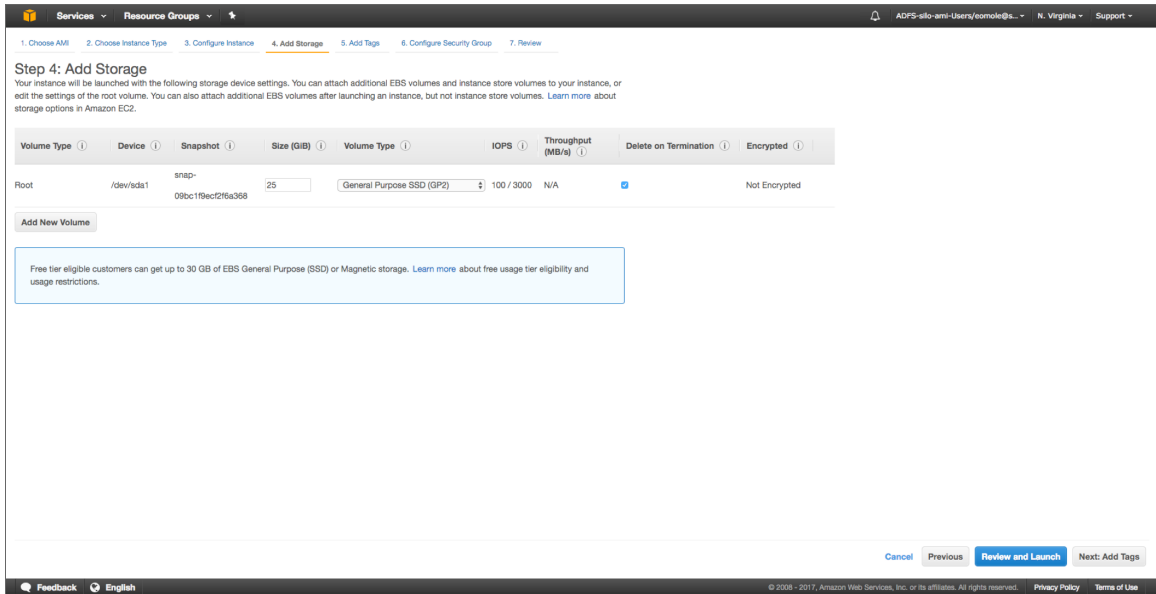 Services Resource Groups ADFS-silo-ami-Users/eomole@s... N. Virginia Support
1. Choose AMI 2. Choose Instance Type 3. Configure Instance 4. Add Storage 5. Add Tags 6. Configure Security Group 7. Review
Step 4: Add Storage
Your instance will be launched with the following storage device settings. You can attach additional EBS volumes and instance store volumes to your instance, or
edit the settings of the root volume. You can also attach additional EBS volumes after launching an instance, but not instance store volumes. Learn more about
storage options in Amazon EC2.
Volume Type Device Snapshot Size (GiB) Volume Type IOPS Throughput (MB/s) Delete on Termination Encrypted
Root /dev/sda1 snap-09bc1f9ecf2f6a368 25 General Purpose SSD (GP2) 100 / 3000 N/A Not Encrypted
Add New Volume
Free tier eligible customers can get up to 30 GB of EBS General Purpose (SSD) or Magnetic storage. Learn more about free usage tier eligibility and
usage restrictions.
Cancel Previous Review and Launch Next: Add Tags
Feedback English © 2008 - 2017, Amazon Web Services, Inc. or its affiliates. All rights reserved. Privacy Policy Terms of Use